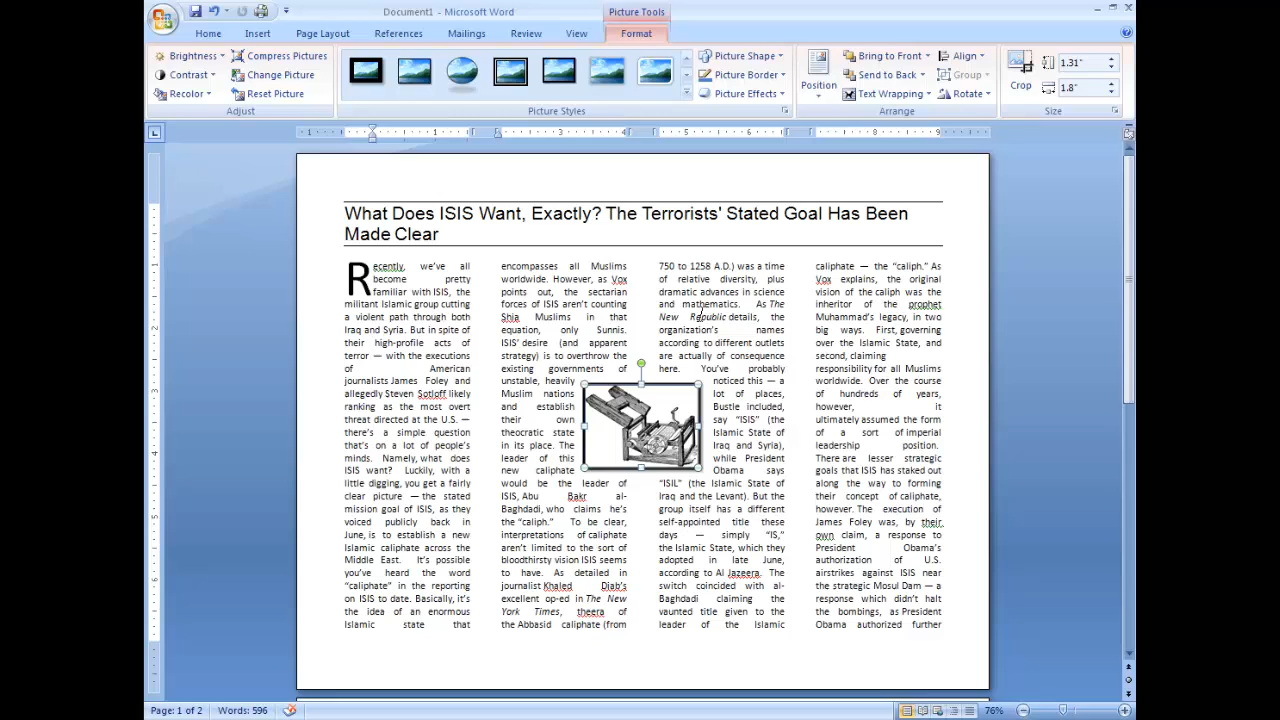 Document1 - Microsoft Word
Picture Tools
Home Insert Page Layout References Mailings Review View Format
Brightness Compress Pictures Picture Shape Bring to Front Align 1.31"
Contrast Change Picture Picture Border Position Send to Back Group Crop 1.8"
Recolor Reset Picture Picture Effects Text Wrapping Rotate
Adjust Picture Styles Arrange Size
What Does ISIS Want, Exactly? The Terrorists' Stated Goal Has Been
Made Clear
Recently, we've all
become pretty
familiar with ISIS, the
militant Islamic group cutting
a violent path through both
Iraq and Syria. But in spite of
their high-profile acts of
terror — with the executions
of American
journalists James Foley and
allegedly Steven Sotloff likely
ranking as the most overt
threat directed at the U.S. —
there's a simple question
that's on a lot of people's
minds. Namely, what does
ISIS want? Luckily, with a
little digging, you get a fairly
clear picture — the stated
mission goal of ISIS, as they
voiced publicly back in
June, is to establish a new
Islamic caliphate across the
Middle East. It's possible
you've heard the word
"caliphate" in the reporting
on ISIS to date. Basically, it's
the idea of an enormous
Islamic state that
encompasses all Muslims
worldwide. However, as Vox
points out, the sectarian
forces of ISIS aren't counting
Shia Muslims in that
equation, only Sunnis.
ISIS' desire (and apparent
strategy) is to overthrow the
existing governments of
unstable, heavily
Muslim nations
and establish
their own
theocratic state
in its place. The
leader of this
new caliphate
would be the leader of
ISIS, Abu Bakr al-
Baghdadi, who claims he's
the "caliph." To be clear,
interpretations of caliphate
aren't limited to the sort of
bloodthirsty vision ISIS seems
to have. As detailed in
journalist Khaled Diab's
excellent op-ed in The New
York Times, theera of
the Abbasid caliphate (from
750 to 1258 A.D.) was a time
of relative diversity, plus
dramatic advances in science
and mathematics. As The
New Republic details, the
organization's names
according to different outlets
are actually of consequence
here. You've probably
noticed this — a
lot of places,
Bustle included,
say "ISIS" (the
Islamic State of
Iraq and Syria),
while President
Obama says
"ISIL" (the Islamic State of
Iraq and the Levant). But the
group itself has a different
self-appointed title these
days — simply "IS,"
the Islamic State, which they
adopted in late June,
according to Al Jazeera. The
switch coincided with al-
Baghdadi claiming the
vaunted title given to the
leader of the Islamic
caliphate — the "caliph." As
Vox explains, the original
vision of the caliph was the
inheritor of the prophet
Muhammad's legacy, in two
big ways. First, governing
over the Islamic State, and
second, claiming
responsibility for all Muslims
worldwide. Over the course
of hundreds of years,
however, it
ultimately assumed the form
of a sort of imperial
leadership position.
There are lesser strategic
goals that ISIS has staked out
along the way to forming
their concept of caliphate,
however. The execution of
James Foley was, by their
own claim, a response to
President Obama's
authorization of U.S.
airstrikes against ISIS near
the strategic Mosul Dam — a
response which didn't halt
the bombings, as President
Obama authorized further
Page: 1 of 2 Words: 596 76%